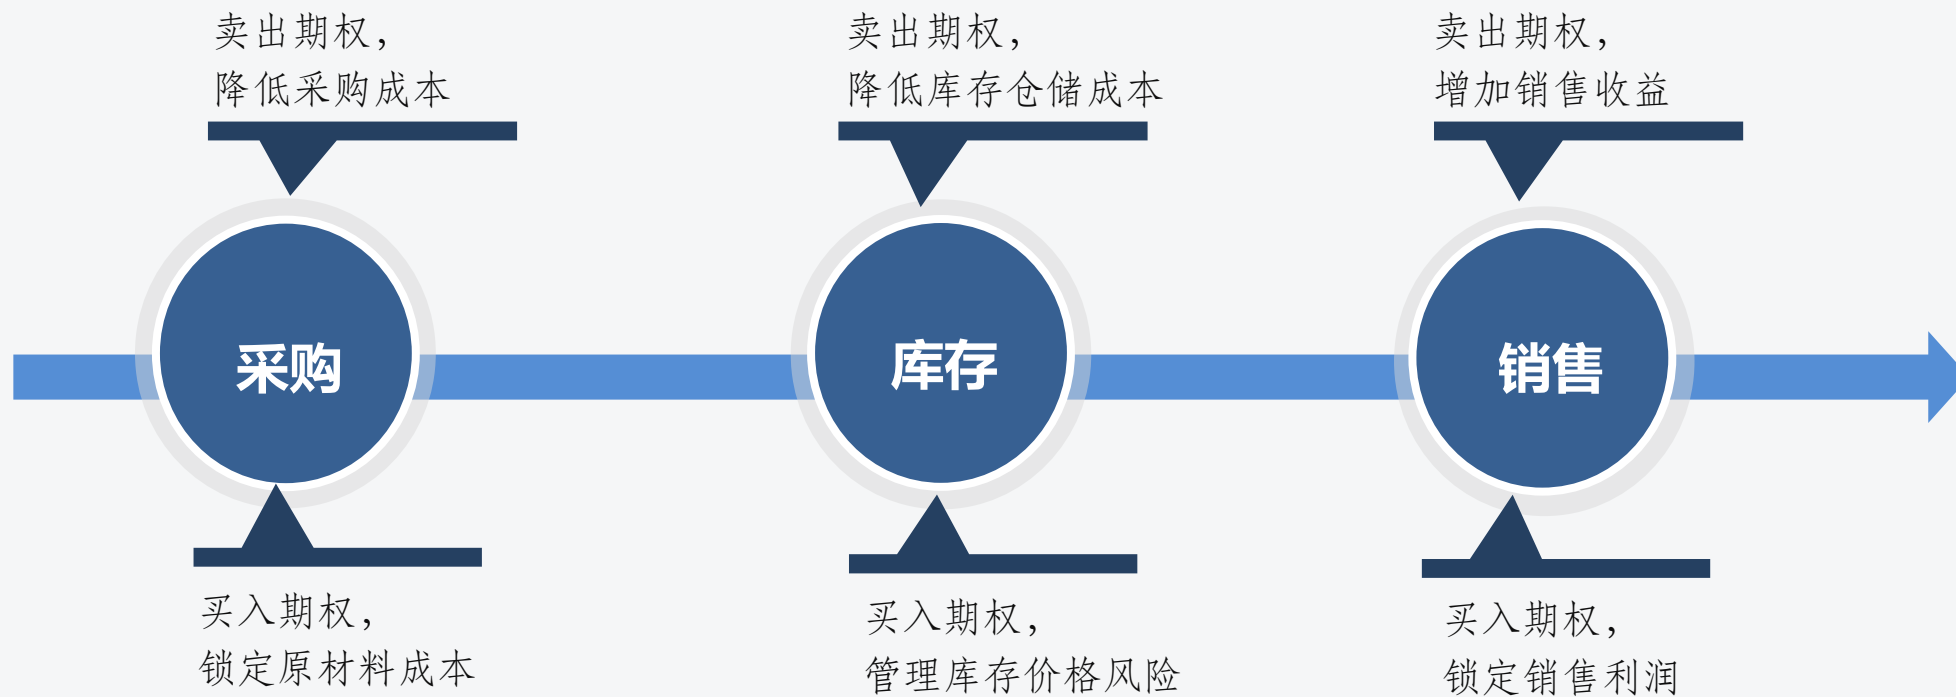 卖出期权，
降低采购成本
卖出期权，
降低库存仓储成本
卖出期权，
增加销售收益
采购
库存
销售
买入期权，
锁定原材料成本
买入期权，
管理库存价格风险
买入期权，
锁定销售利润